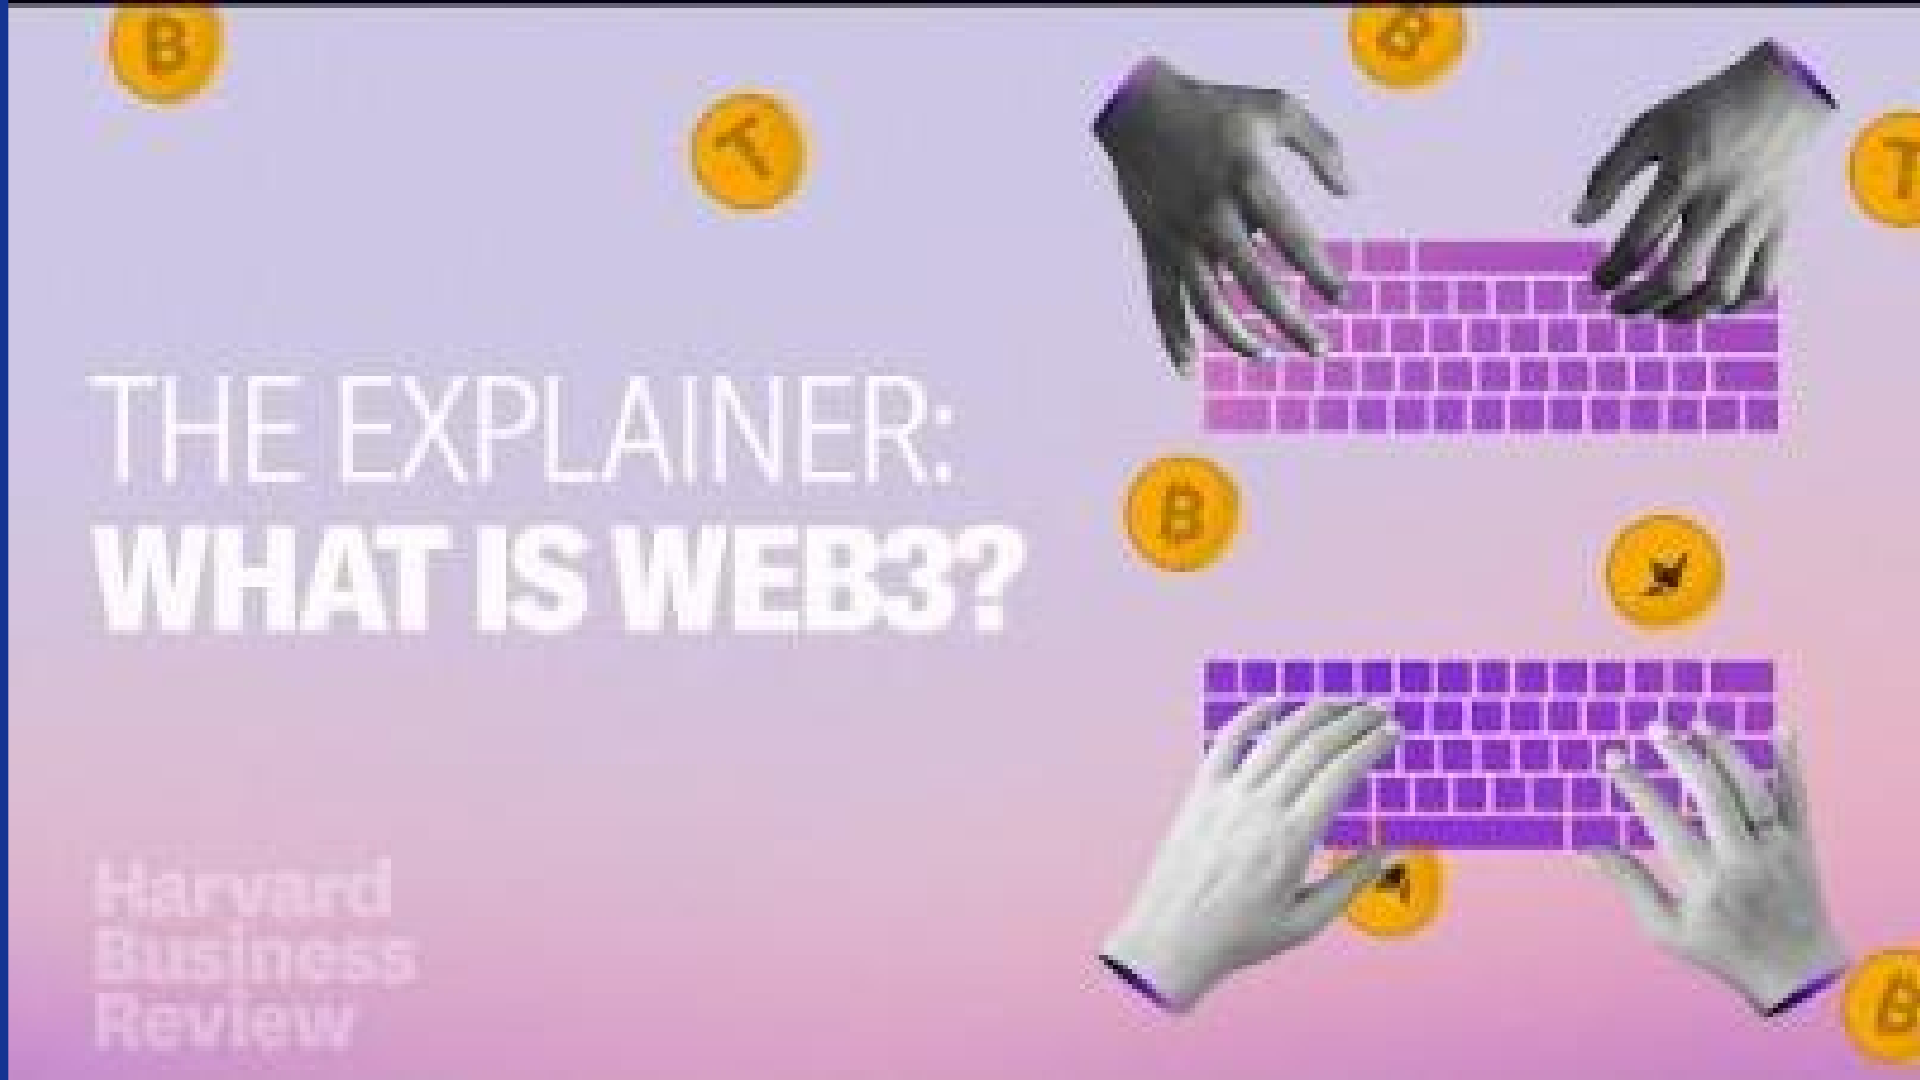 B
B
T
T
THE EXPLAINER:
WHAT IS WEB3?
B
Harvard
Business
Review
B